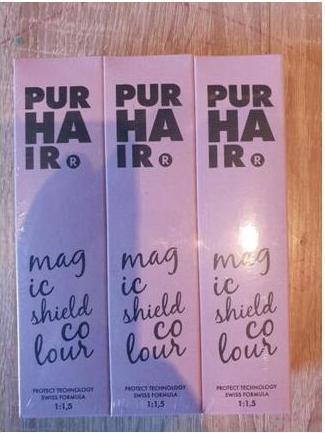 PUR
HA
IR®
mag
ic
shield
co
lour
PROTECT TECHNOLOGY
SWISS FORMULA
1:1,5
PUR
HA
IR®
mag
ic
shield
co
lour
PROTECT TECHNOLOGY
SWISS FORMULA
1:1,5
PUR
HA
IR®
mag
ic
shield
co
lour
PROTECT TECHNOLOGY
SWISS FORMULA
1:1,5